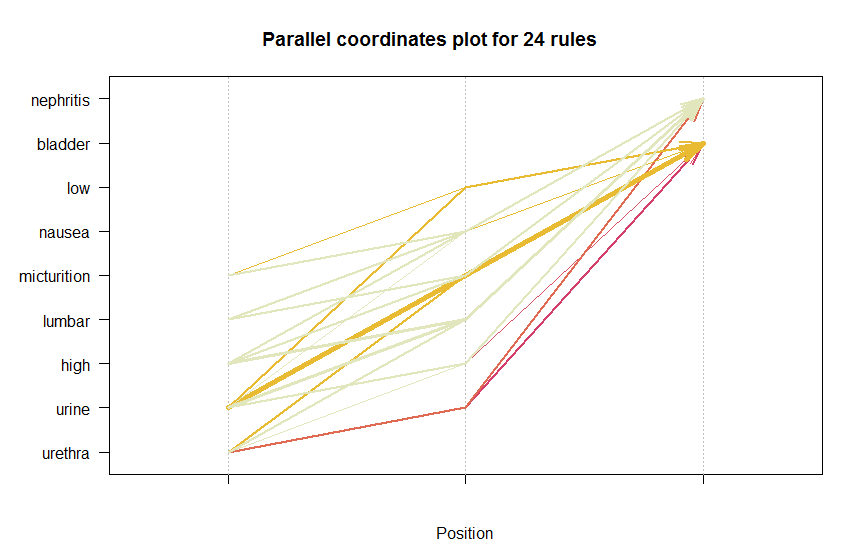 Parallel coordinates plot for 24 rules
nephritis
bladder
low
nausea
micturition
lumbar
high
urine
urethra
Position